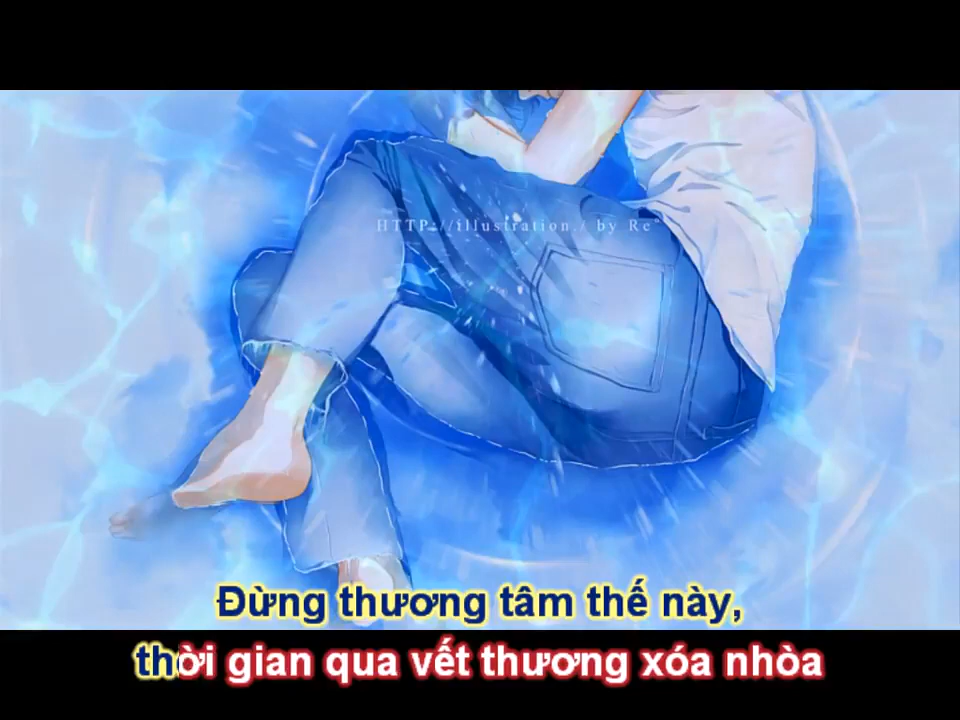 HTTP://illustration./ by Re°
Đừng thương tâm thế này,
thời gian qua vết thương xóa nhòa